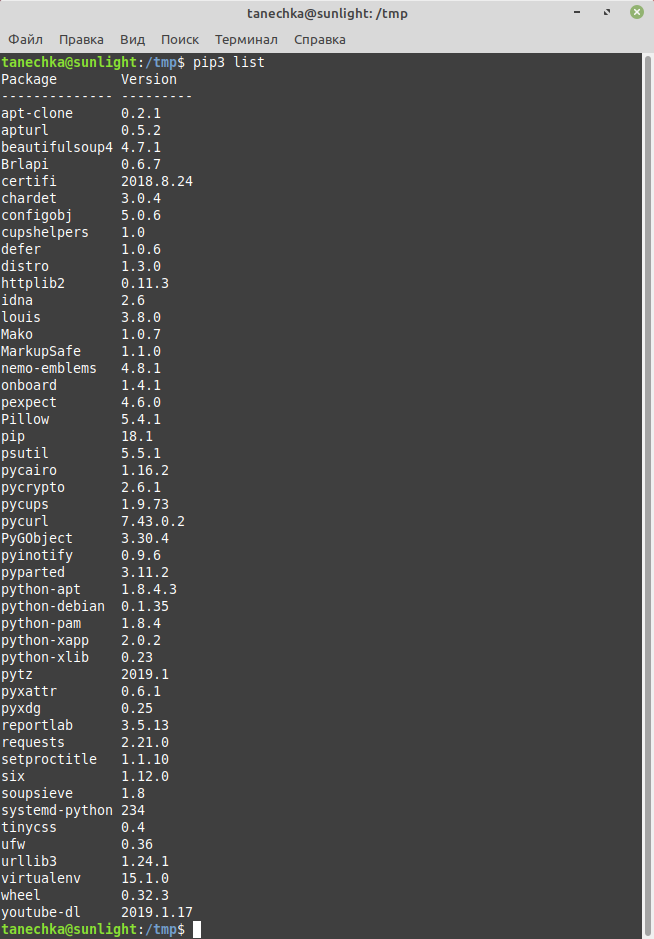 tanechka@sunlight: /tmp
Файл Правка Вид Поиск Терминал Справка
tanechka@sunlight:/tmp$ pip3 list
Package        Version
-------------- ---------
apt-clone      0.2.1
apturl         0.5.2
beautifulsoup4 4.7.1
Brlapi         0.6.7
certifi        2018.8.24
chardet        3.0.4
configobj      5.0.6
cupshelpers    1.0
defer          1.0.6
distro         1.3.0
httplib2       0.11.3
idna           2.6
louis          3.8.0
Mako           1.0.7
MarkupSafe     1.1.0
nemo-emblems   4.8.1
onboard        1.4.1
pexpect        4.6.0
Pillow         5.4.1
pip            18.1
psutil         5.5.1
pycairo        1.16.2
pycrypto       2.6.1
pycups         1.9.73
pycurl         7.43.0.2
PyGObject      3.30.4
pyinotify      0.9.6
pyparted       3.11.2
python-apt     1.8.4.3
python-debian  0.1.35
python-pam     1.8.4
python-xapp    2.0.2
python-xlib    0.23
pytz           2019.1
pyxattr        0.6.1
pyxdg          0.25
reportlab      3.5.13
requests       2.21.0
setproctitle   1.1.10
six            1.12.0
soupsieve      1.8
systemd-python 234
tinycss        0.4
ufw            0.36
urllib3        1.24.1
virtualenv     15.1.0
wheel          0.32.3
youtube-dl     2019.1.17
tanechka@sunlight:/tmp$